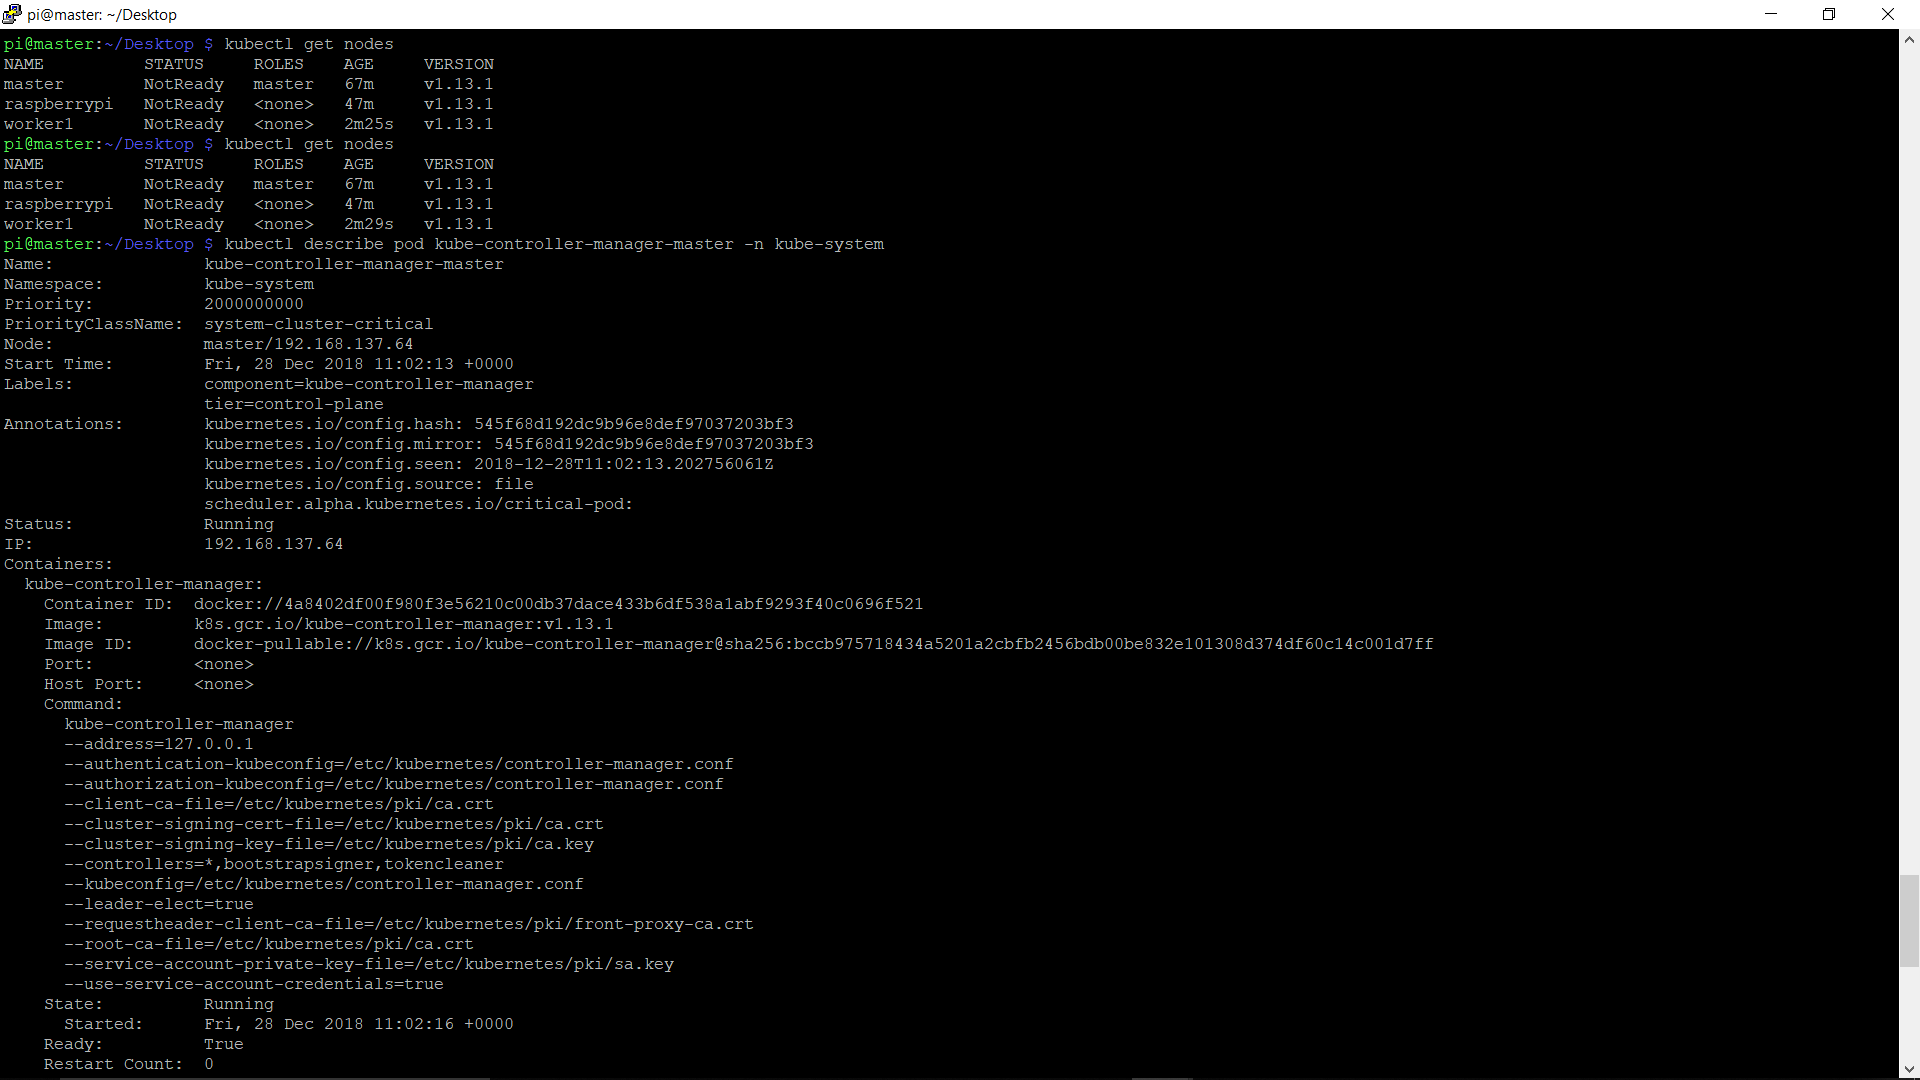 pi@master: ~/Desktop
pi@master:~/Desktop $ kubectl get nodes
NAME          STATUS     ROLES    AGE     VERSION
master        NotReady   master   67m     v1.13.1
raspberrypi   NotReady   <none>   47m     v1.13.1
worker1       NotReady   <none>   2m25s   v1.13.1
pi@master:~/Desktop $ kubectl get nodes
NAME          STATUS     ROLES    AGE     VERSION
master        NotReady   master   67m     v1.13.1
raspberrypi   NotReady   <none>   47m     v1.13.1
worker1       NotReady   <none>   2m29s   v1.13.1
pi@master:~/Desktop $ kubectl describe pod kube-controller-manager-master -n kube-system
Name:               kube-controller-manager-master
Namespace:          kube-system
Priority:           2000000000
PriorityClassName:  system-cluster-critical
Node:               master/192.168.137.64
Start Time:         Fri, 28 Dec 2018 11:02:13 +0000
Labels:             component=kube-controller-manager
                    tier=control-plane
Annotations:        kubernetes.io/config.hash: 545f68d192dc9b96e8def97037203bf3
                    kubernetes.io/config.mirror: 545f68d192dc9b96e8def97037203bf3
                    kubernetes.io/config.seen: 2018-12-28T11:02:13.202756061Z
                    kubernetes.io/config.source: file
                    scheduler.alpha.kubernetes.io/critical-pod:
Status:             Running
IP:                 192.168.137.64
Containers:
  kube-controller-manager:
    Container ID:  docker://4a8402df00f980f3e56210c00db37dace433b6df538a1abf9293f40c0696f521
    Image:         k8s.gcr.io/kube-controller-manager:v1.13.1
    Image ID:      docker-pullable://k8s.gcr.io/kube-controller-manager@sha256:bccb975718434a5201a2cbfb2456bdb00be832e101308d374df60c14c001d7ff
    Port:          <none>
    Host Port:     <none>
    Command:
      kube-controller-manager
      --address=127.0.0.1
      --authentication-kubeconfig=/etc/kubernetes/controller-manager.conf
      --authorization-kubeconfig=/etc/kubernetes/controller-manager.conf
      --client-ca-file=/etc/kubernetes/pki/ca.crt
      --cluster-signing-cert-file=/etc/kubernetes/pki/ca.crt
      --cluster-signing-key-file=/etc/kubernetes/pki/ca.key
      --controllers=*,bootstrapsigner,tokencleaner
      --kubeconfig=/etc/kubernetes/controller-manager.conf
      --leader-elect=true
      --requestheader-client-ca-file=/etc/kubernetes/pki/front-proxy-ca.crt
      --root-ca-file=/etc/kubernetes/pki/ca.crt
      --service-account-private-key-file=/etc/kubernetes/pki/sa.key
      --use-service-account-credentials=true
    State:          Running
      Started:      Fri, 28 Dec 2018 11:02:16 +0000
    Ready:          True
    Restart Count:  0